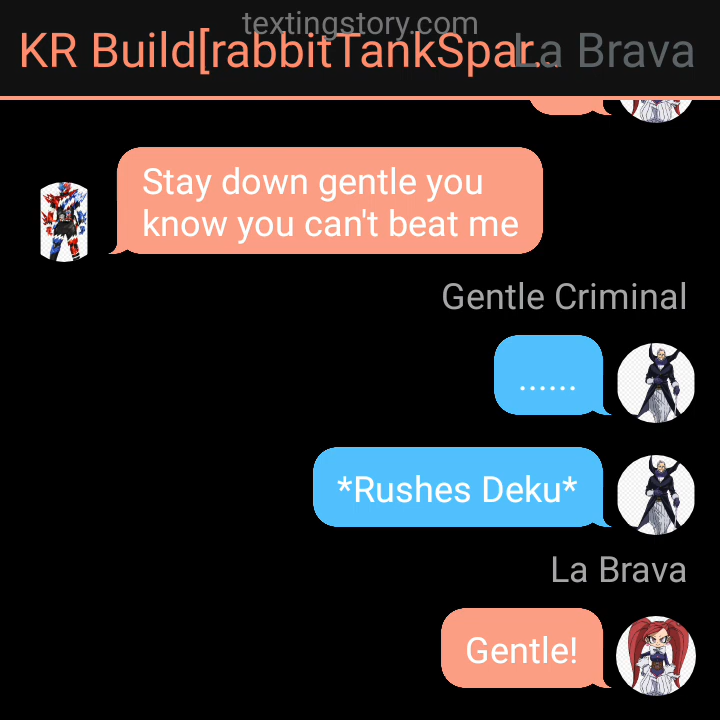 textingstory.com
KR Build[rabbitTankSpar...
La Brava
Stay down gentle you
know you can't beat me
Gentle Criminal
......
*Rushes Deku*
La Brava
Gentle!